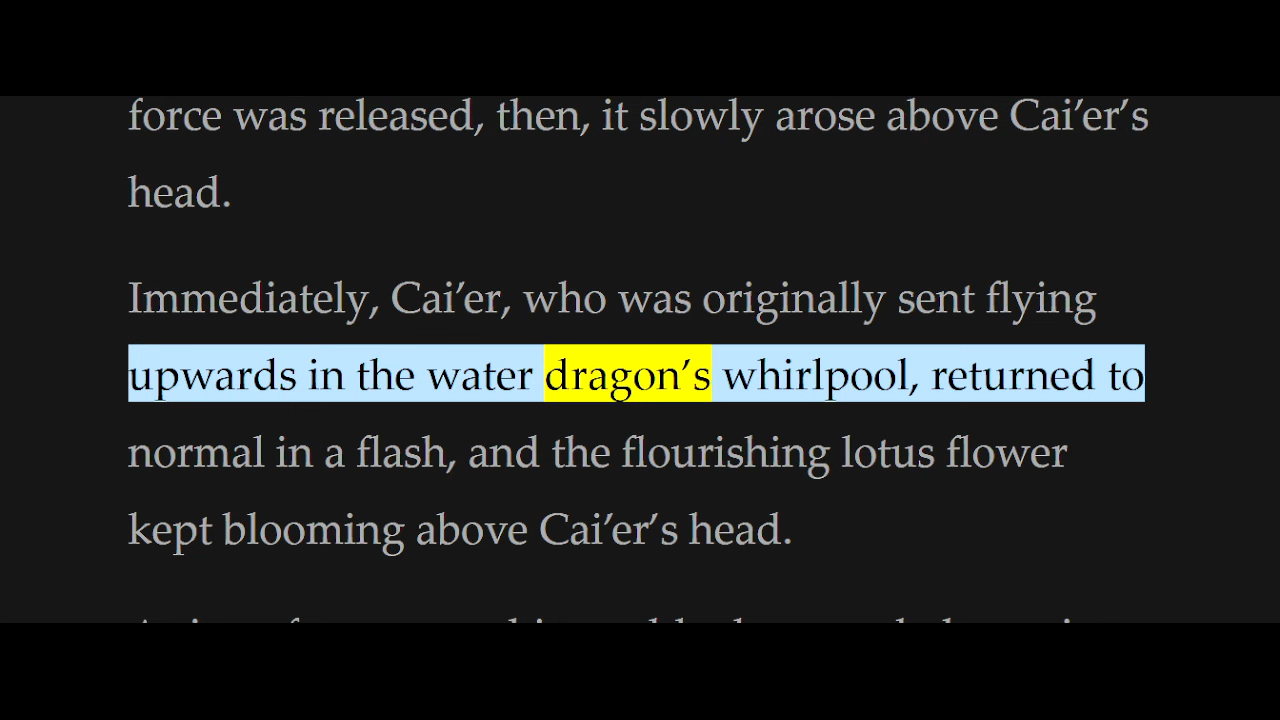 force was released, then, it slowly arose above Cai’er’s
head.
Immediately, Cai’er, who was originally sent flying
upwards in the water dragon’s whirlpool, returned to
normal in a flash, and the flourishing lotus flower
kept blooming above Cai’er’s head.